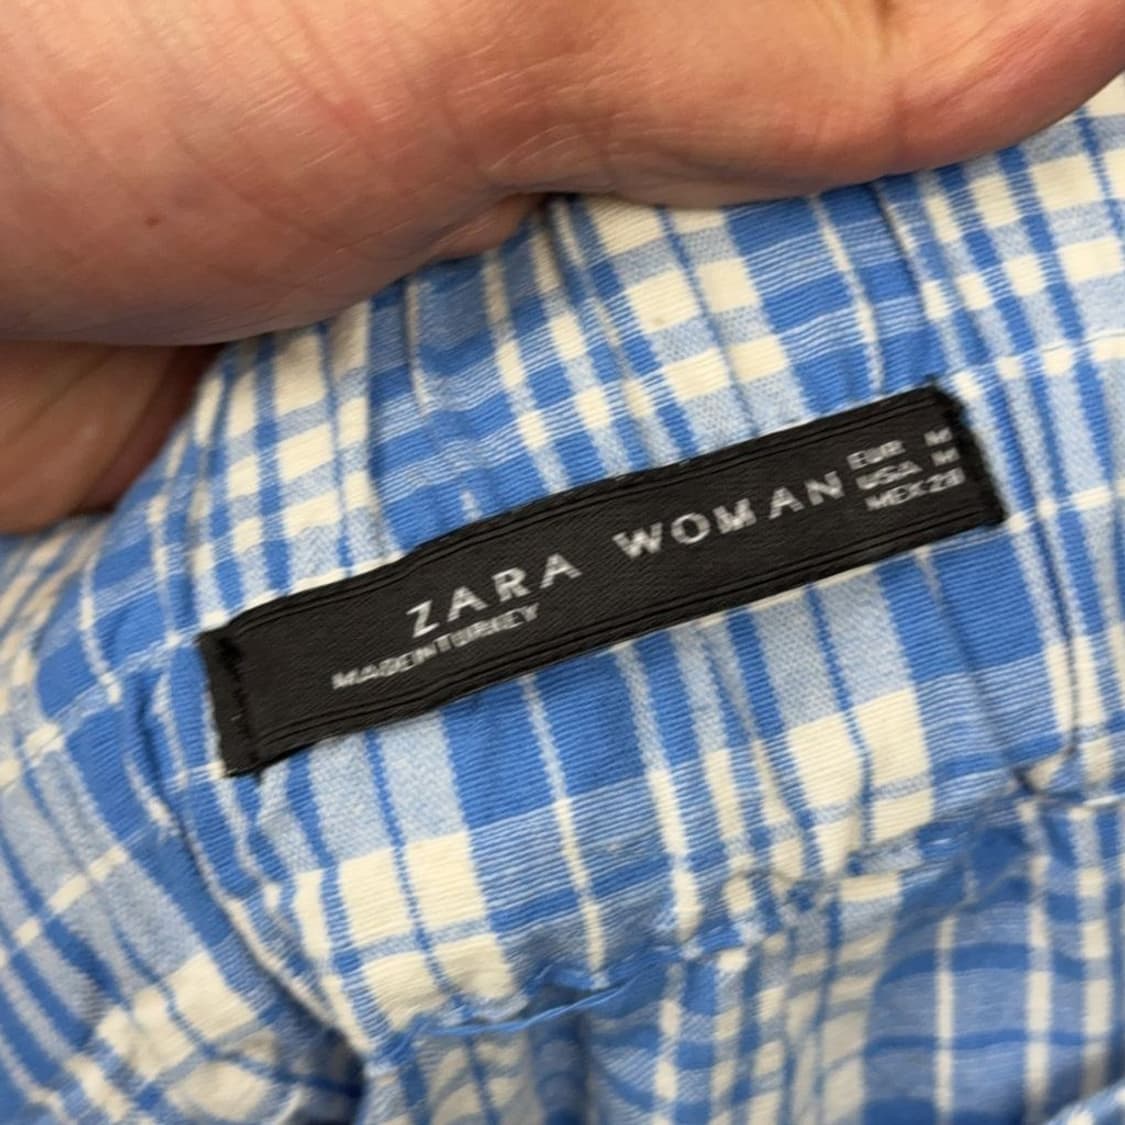 ZARA WOMAN
MADE IN TURKEY
EUR M
USA M
MEX 28